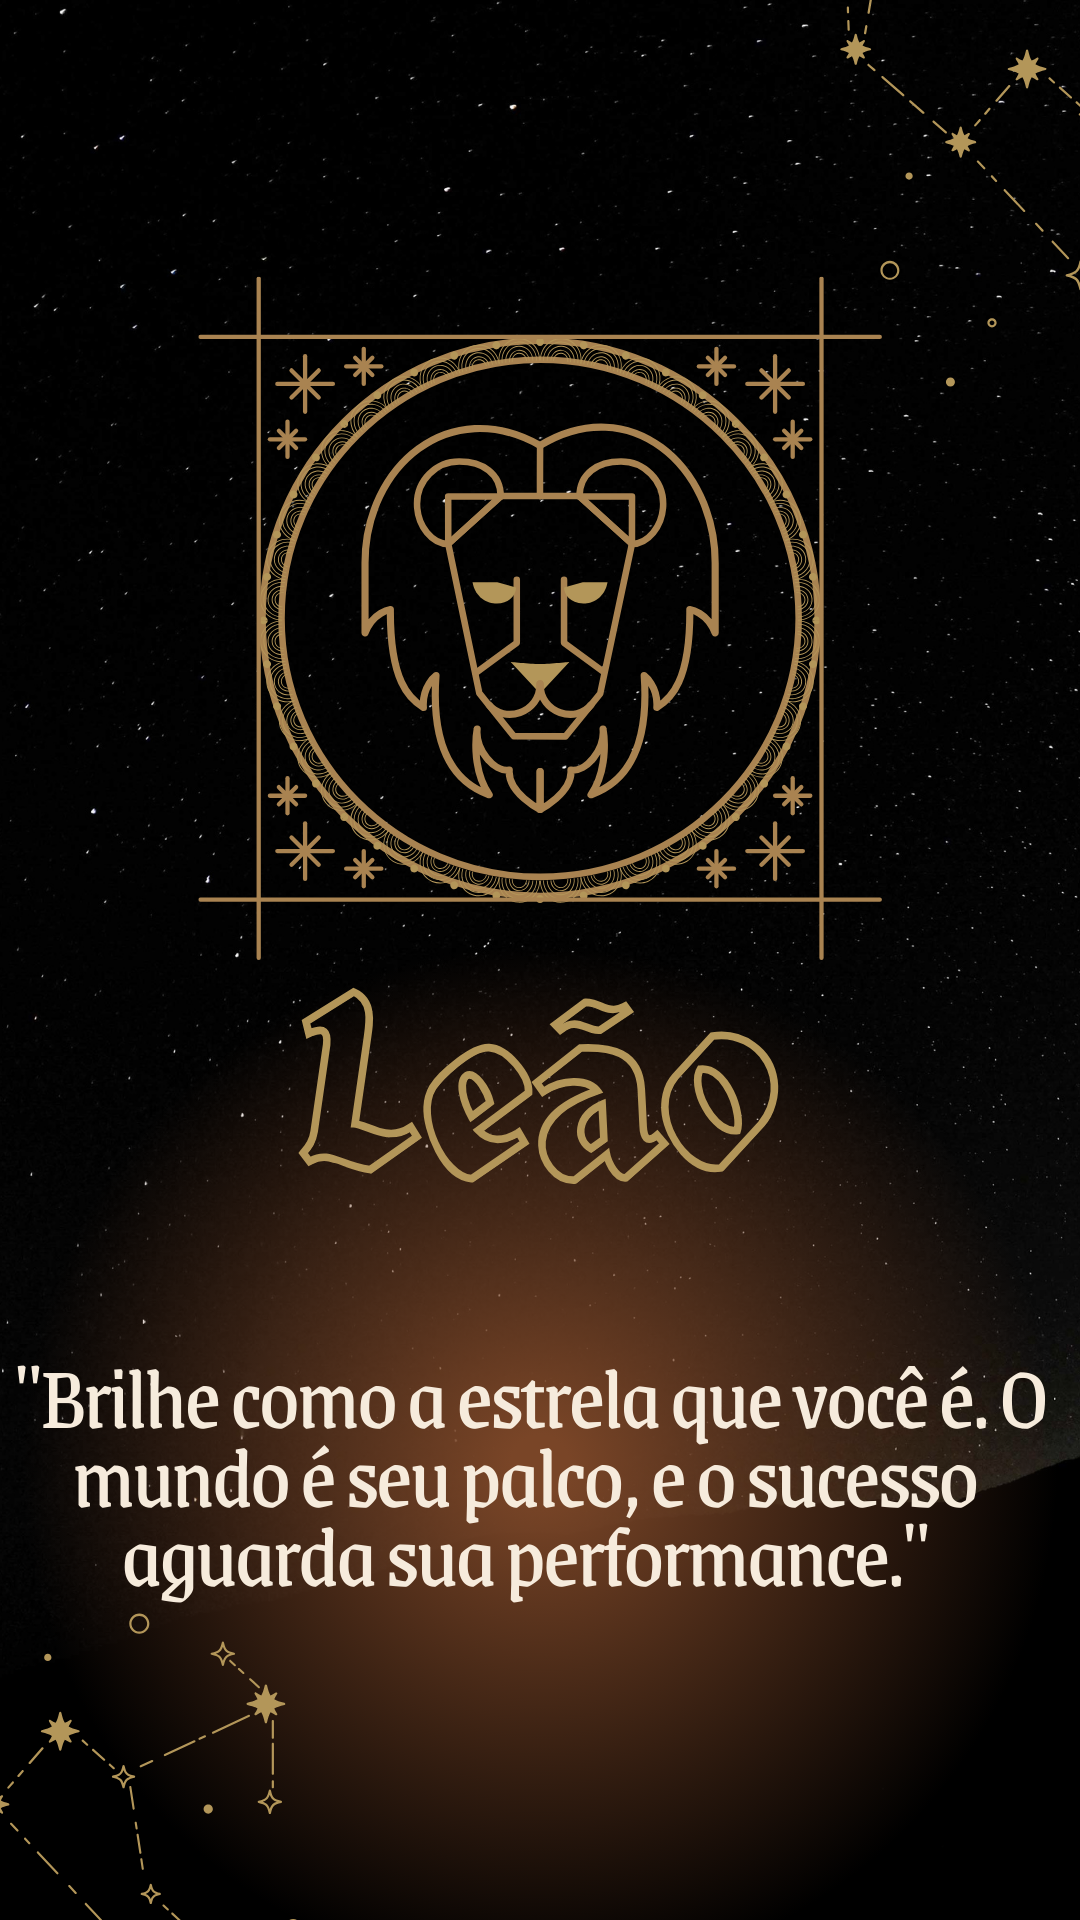 Leão
"Brilhe como a estrela que você é. O
mundo é seu palco, e o sucesso
aguarda sua performance."